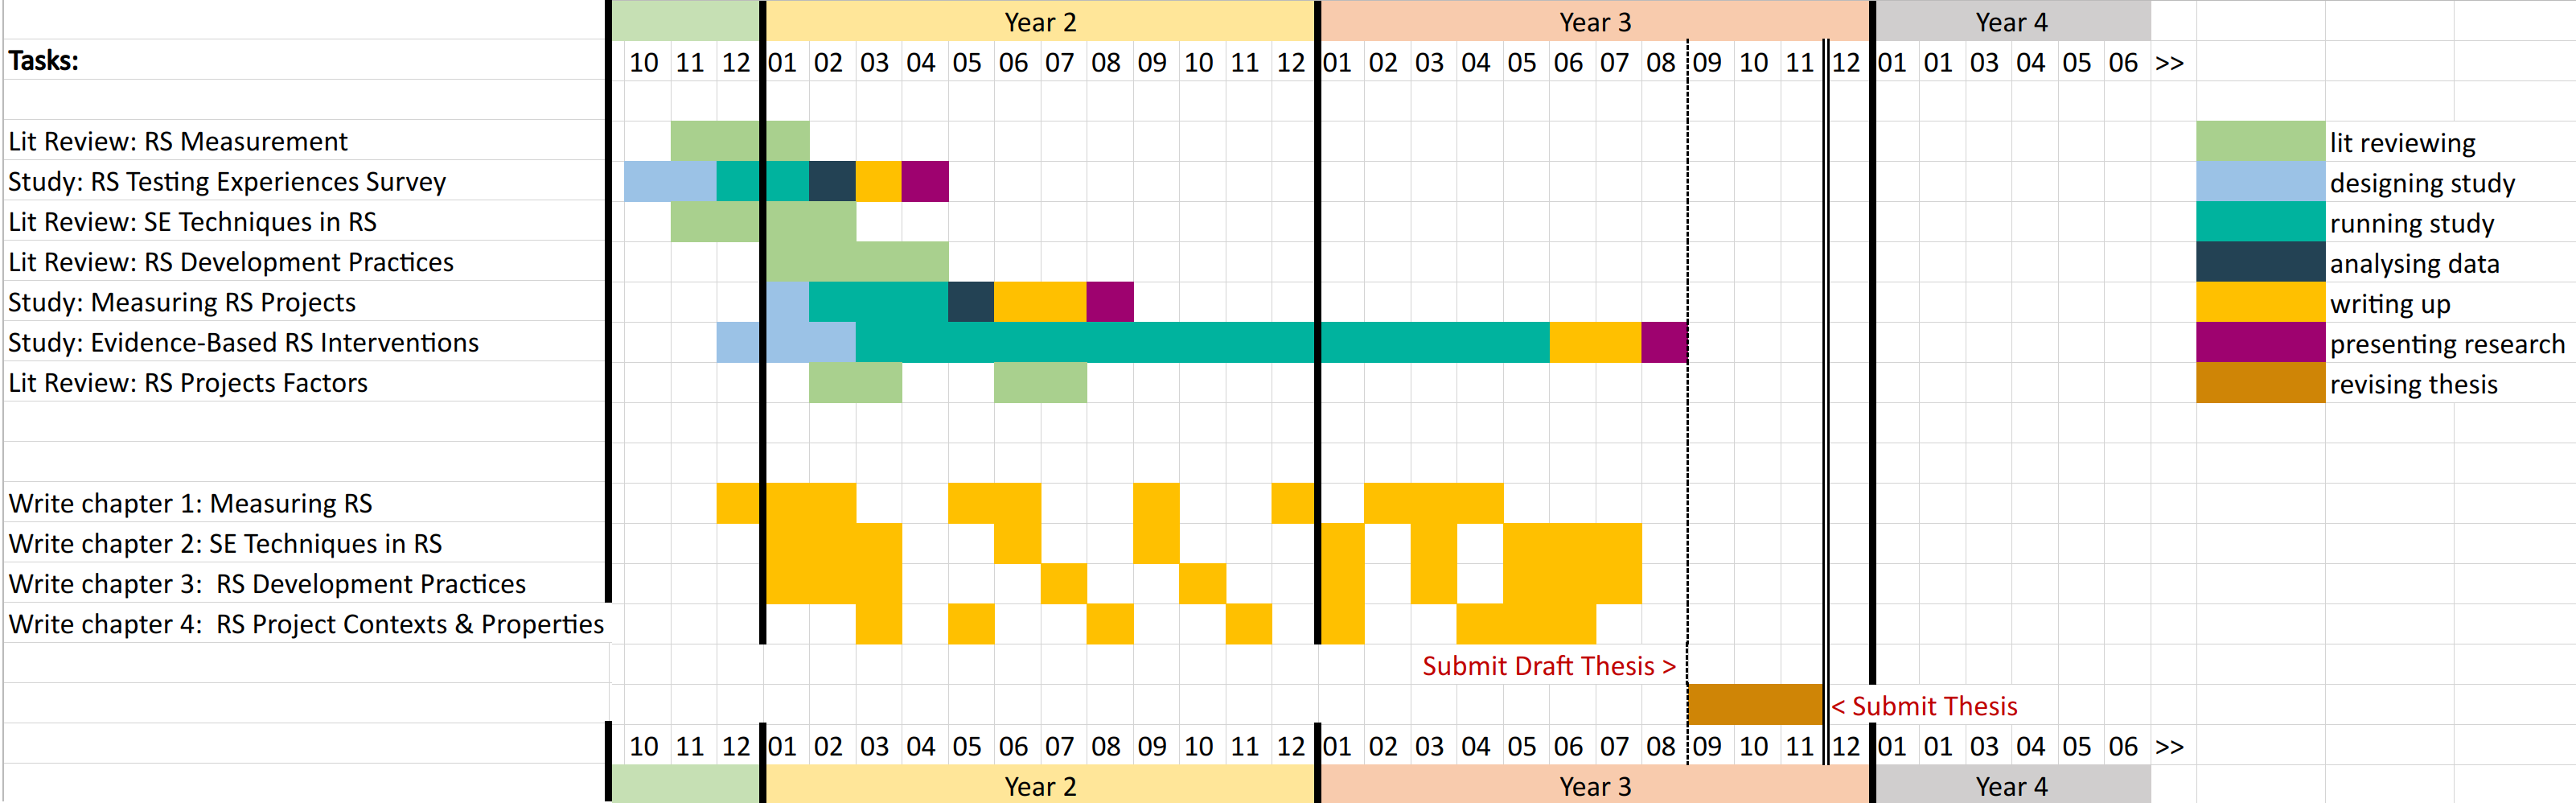 Year 2 Year 3 Year 4
Tasks: 10 11 12 01 02 03 04 05 06 07 08 09 10 11 12 01 02 03 04 05 06 07 08 09 10 11 12 01 01 03 04 05 06 >>
Lit Review: RS Measurement lit reviewing
Study: RS Testing Experiences Survey designing study
Lit Review: SE Techniques in RS running study
Lit Review: RS Development Practices analysing data
Study: Measuring RS Projects writing up
Study: Evidence-Based RS Interventions presenting research
Lit Review: RS Projects Factors revising thesis
Write chapter 1: Measuring RS
Write chapter 2: SE Techniques in RS
Write chapter 3:  RS Development Practices
Write chapter 4:  RS Project Contexts & Properties
Submit Draft Thesis >
< Submit Thesis
10 11 12 01 02 03 04 05 06 07 08 09 10 11 12 01 02 03 04 05 06 07 08 09 10 11 12 01 01 03 04 05 06 >>
Year 2 Year 3 Year 4